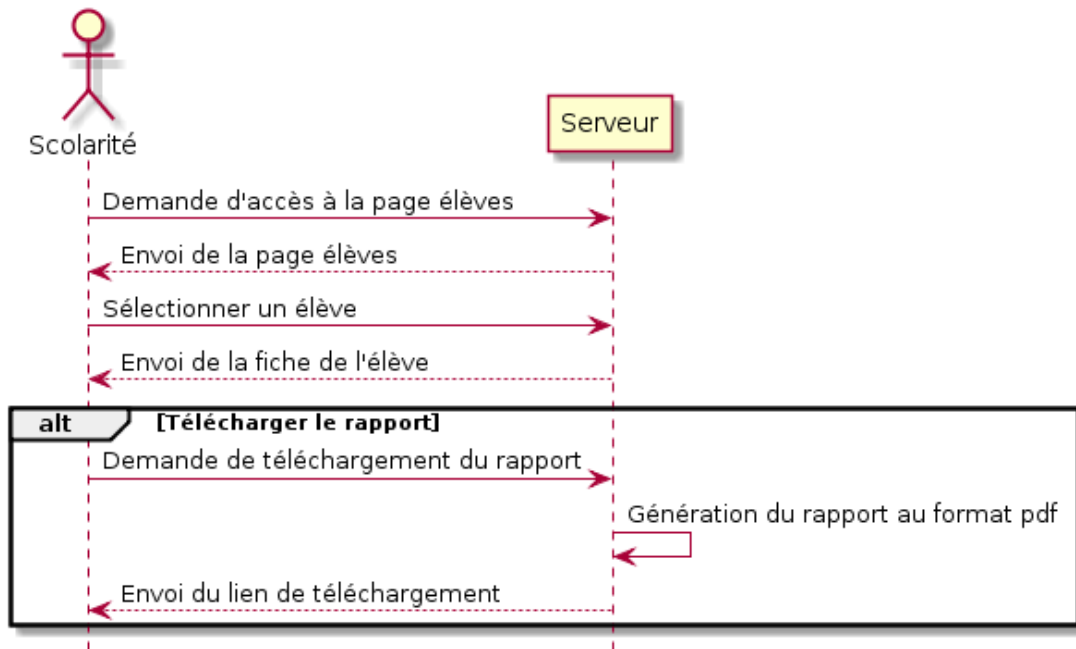 Scolarité
Serveur
Demande d'accès à la page élèves
Envoi de la page élèves
Sélectionner un élève
Envoi de la fiche de l'élève
alt [Télécharger le rapport]
Demande de téléchargement du rapport
Génération du rapport au format pdf
Envoi du lien de téléchargement